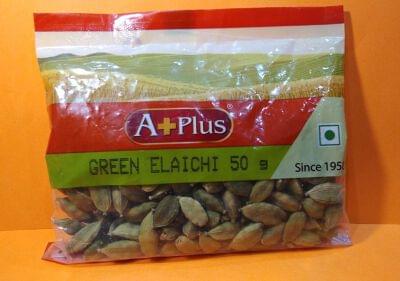 A+Plus®
GREEN ELAICHI 50 g
Since 1950